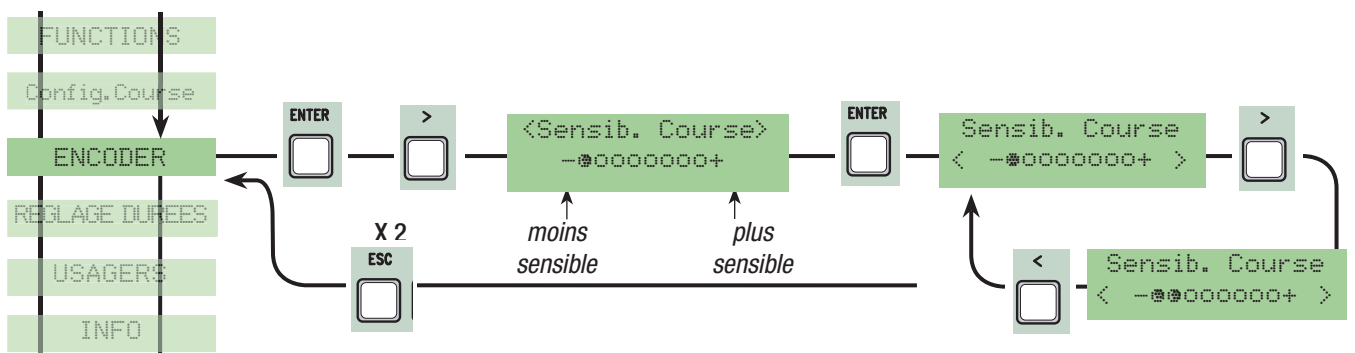 FUNCTIONS
Config.Course
ENCODER
REGLAGE DUREES
USAGERS
INFO
ENTER
>
<Sensib. Course>
-●ooooooo+
moins
sensible
plus
sensible
ENTER
Sensib. Course
< -●ooooooo+ >
>
X 2
ESC
<
Sensib. Course
< -●●oooooo+ >